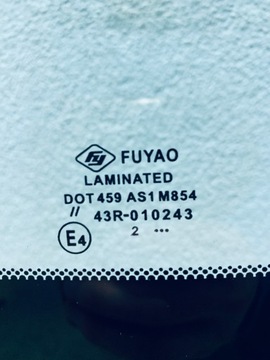 FUYAO
LAMINATED
DOT 459 AS1 M854
// 43R-010243
E4
2 ...